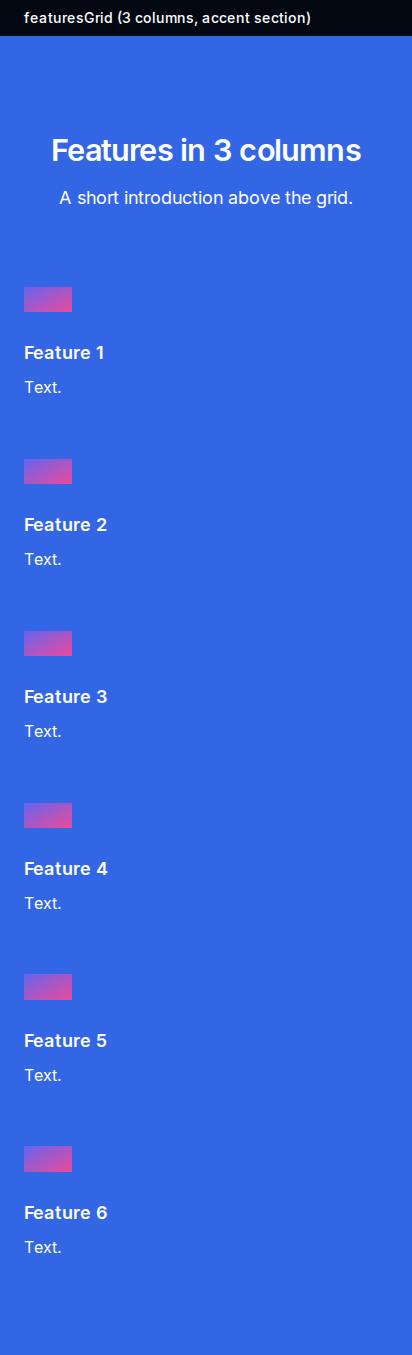 featuresGrid (3 columns, accent section)
Features in 3 columns
A short introduction above the grid.
Feature 1
Text.
Feature 2
Text.
Feature 3
Text.
Feature 4
Text.
Feature 5
Text.
Feature 6
Text.